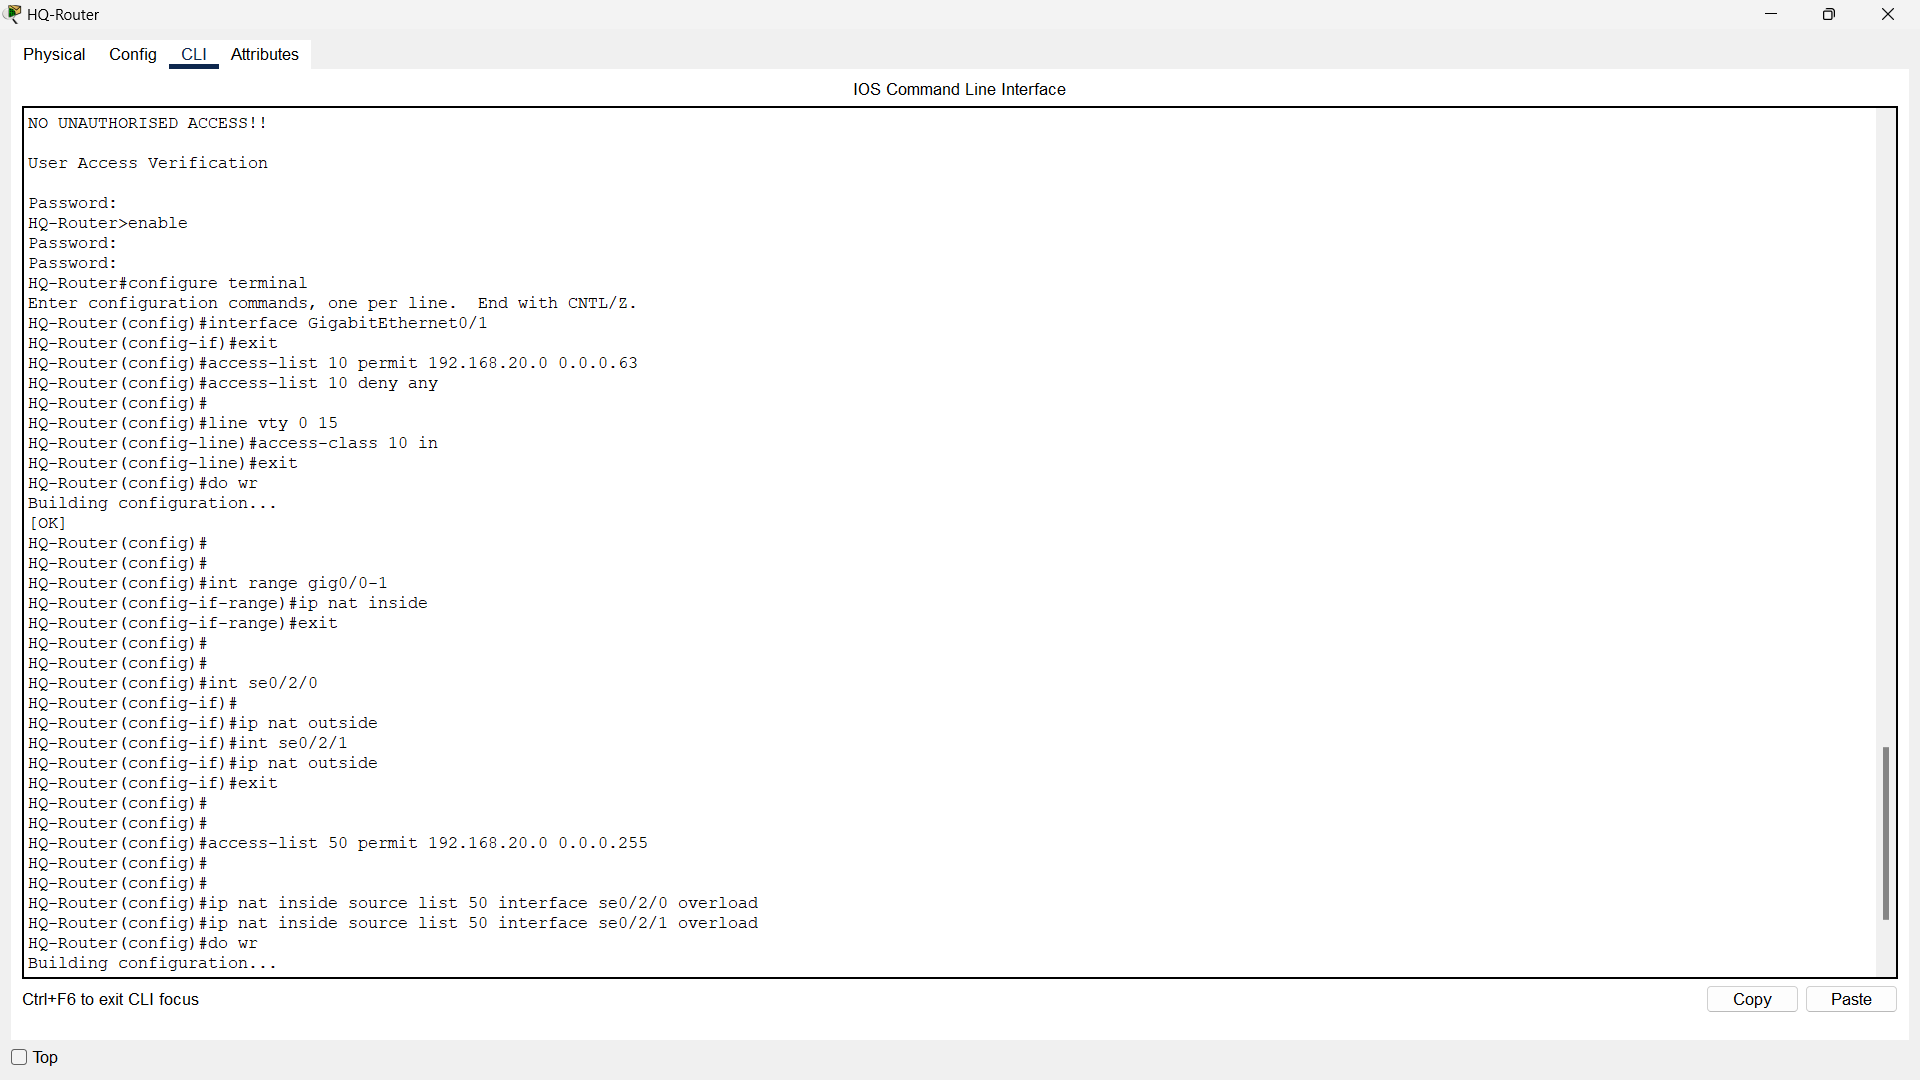 HQ-Router
Physical Config CLI Attributes
IOS Command Line Interface
NO UNAUTHORISED ACCESS!!
User Access Verification
Password:
HQ-Router>enable
Password:
Password:
HQ-Router#configure terminal
Enter configuration commands, one per line.  End with CNTL/Z.
HQ-Router(config)#interface GigabitEthernet0/1
HQ-Router(config-if)#exit
HQ-Router(config)#access-list 10 permit 192.168.20.0 0.0.0.63
HQ-Router(config)#access-list 10 deny any
HQ-Router(config)#
HQ-Router(config)#line vty 0 15
HQ-Router(config-line)#access-class 10 in
HQ-Router(config-line)#exit
HQ-Router(config)#do wr
Building configuration...
[OK]
HQ-Router(config)#
HQ-Router(config)#
HQ-Router(config)#int range gig0/0-1
HQ-Router(config-if-range)#ip nat inside
HQ-Router(config-if-range)#exit
HQ-Router(config)#
HQ-Router(config)#
HQ-Router(config)#int se0/2/0
HQ-Router(config-if)#
HQ-Router(config-if)#ip nat outside
HQ-Router(config-if)#int se0/2/1
HQ-Router(config-if)#ip nat outside
HQ-Router(config-if)#exit
HQ-Router(config)#
HQ-Router(config)#
HQ-Router(config)#access-list 50 permit 192.168.20.0 0.0.0.255
HQ-Router(config)#
HQ-Router(config)#
HQ-Router(config)#ip nat inside source list 50 interface se0/2/0 overload
HQ-Router(config)#ip nat inside source list 50 interface se0/2/1 overload
HQ-Router(config)#do wr
Building configuration...
Ctrl+F6 to exit CLI focus
Copy Paste
Top